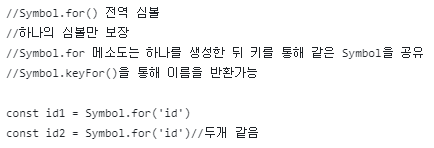 //Symbol.for() 전역 심볼
//하나의 심볼만 보장
//Symbol.for 메소드는 하나를 생성한 뒤 키를 통해 같은 Symbol을 공유
//Symbol.keyFor()을 통해 이름을 반환가능
const id1 = Symbol.for('id')
const id2 = Symbol.for('id')//두개 같음